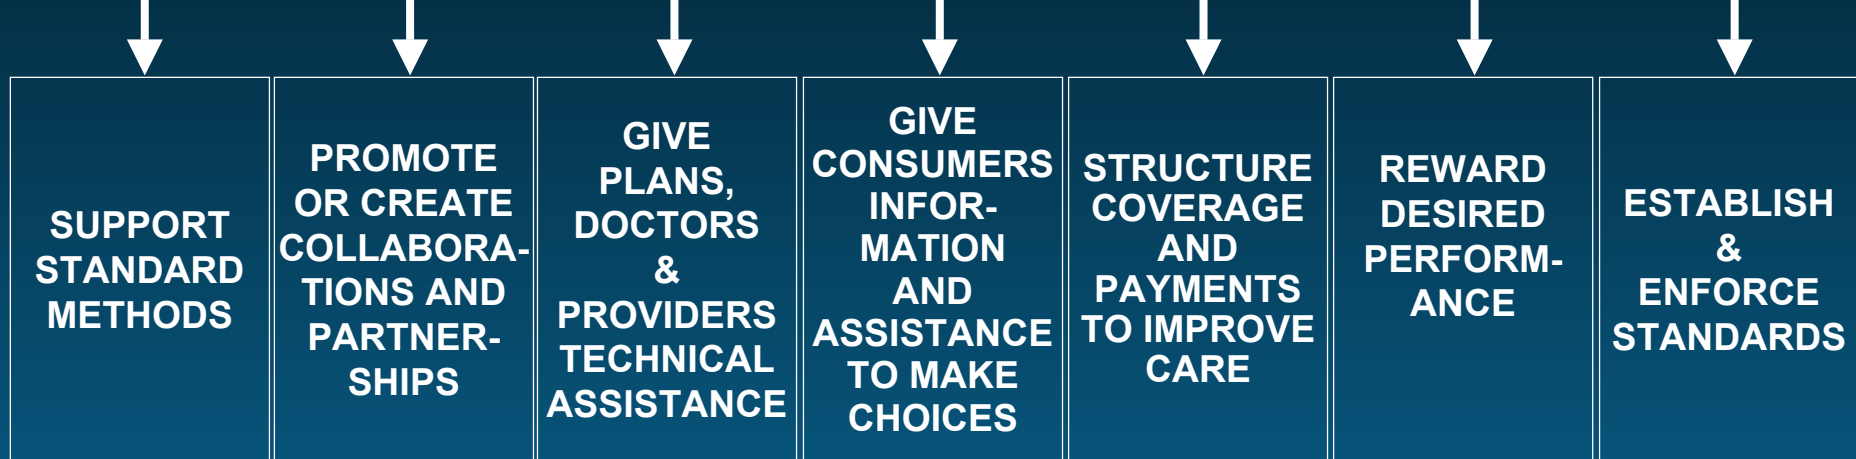 SUPPORT
STANDARD
METHODS
PROMOTE
OR CREATE
COLLABORA-
TIONS AND
PARTNER-
SHIPS
GIVE
PLANS,
DOCTORS
&
PROVIDERS
TECHNICAL
ASSISTANCE
GIVE
CONSUMERS
INFOR-
MATION
AND
ASSISTANCE
TO MAKE
CHOICES
STRUCTURE
COVERAGE
AND
PAYMENTS
TO IMPROVE
CARE
REWARD
DESIRED
PERFORM-
ANCE
ESTABLISH
&
ENFORCE
STANDARDS